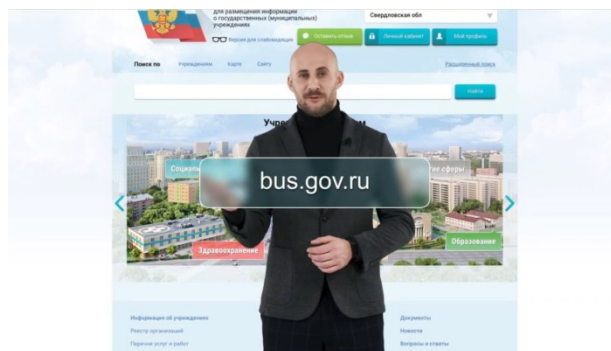 для размещения информации
о государственных (муниципальных)
учреждениях
Свердловская обл
Версия для слабовидящих
Оставить отзыв
Личный кабинет
Мой профиль
Поиск по
Учреждениям
Карте
Сайту
Расширенный поиск
Найти
bus.gov.ru
сферы
Здравоохранение
Образование
Информация об учреждениях
Реестр организаций
Перечни услуг и работ
Документы
Новости
Вопросы и ответы